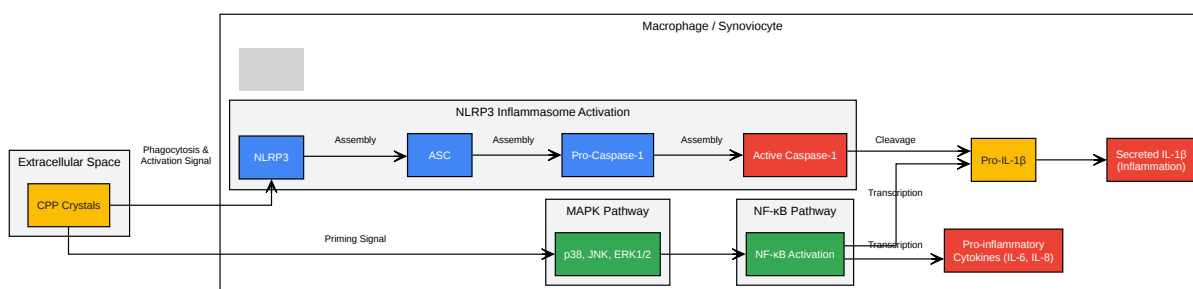 Macrophage / Synoviocyte
NLRP3 Inflammasome Activation
Phagocytosis &
Activation Signal
Extracellular Space
CPP Crystals
NLRP3
Assembly
ASC
Assembly
Pro-Caspase-1
Assembly
Active Caspase-1
Cleavage
Pro-IL-1β
Secreted IL-1β
(Inflammation)
Transcription
Priming Signal
MAPK Pathway
p38, JNK, ERK1/2
NF-κB Pathway
NF-κB Activation
Transcription
Pro-inflammatory
Cytokines (IL-6, IL-8)